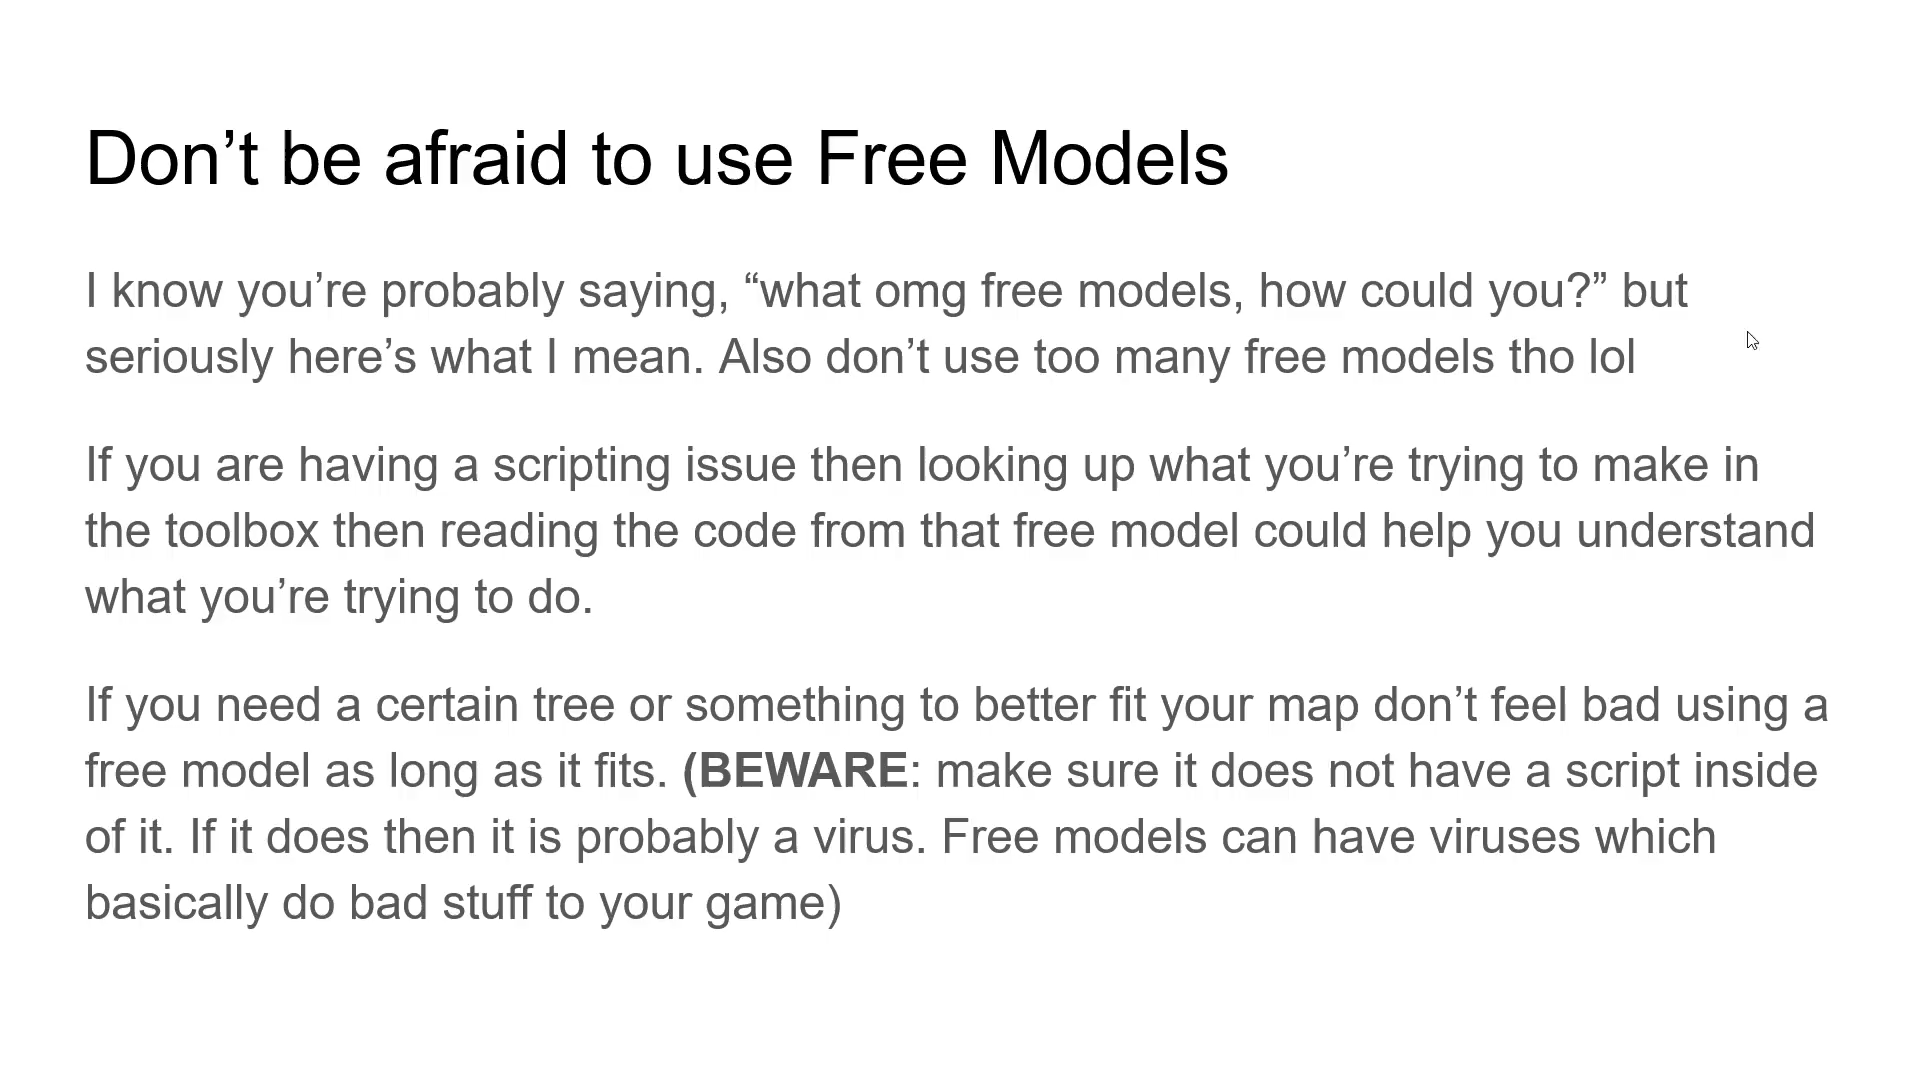 Don’t be afraid to use Free Models
I know you’re probably saying, “what omg free models, how could you?” but
seriously here’s what I mean. Also don’t use too many free models tho lol
If you are having a scripting issue then looking up what you’re trying to make in
the toolbox then reading the code from that free model could help you understand
what you’re trying to do.
If you need a certain tree or something to better fit your map don’t feel bad using a
free model as long as it fits. (BEWARE: make sure it does not have a script inside
of it. If it does then it is probably a virus. Free models can have viruses which
basically do bad stuff to your game)